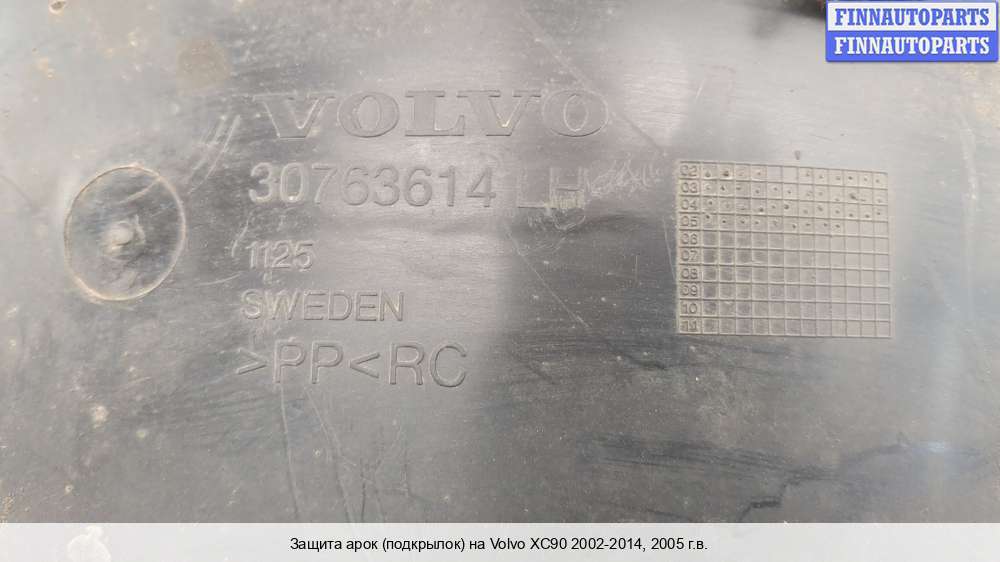 FINNAUTOPARTS
FINNAUTOPARTS
VOLVO
30763614 LH
1125
SWEDEN
>PP<RC
02
03
04
05
06
07
08
09
10
11
Защита арок (подкрылок) на Volvo XC90 2002-2014, 2005 г.в.